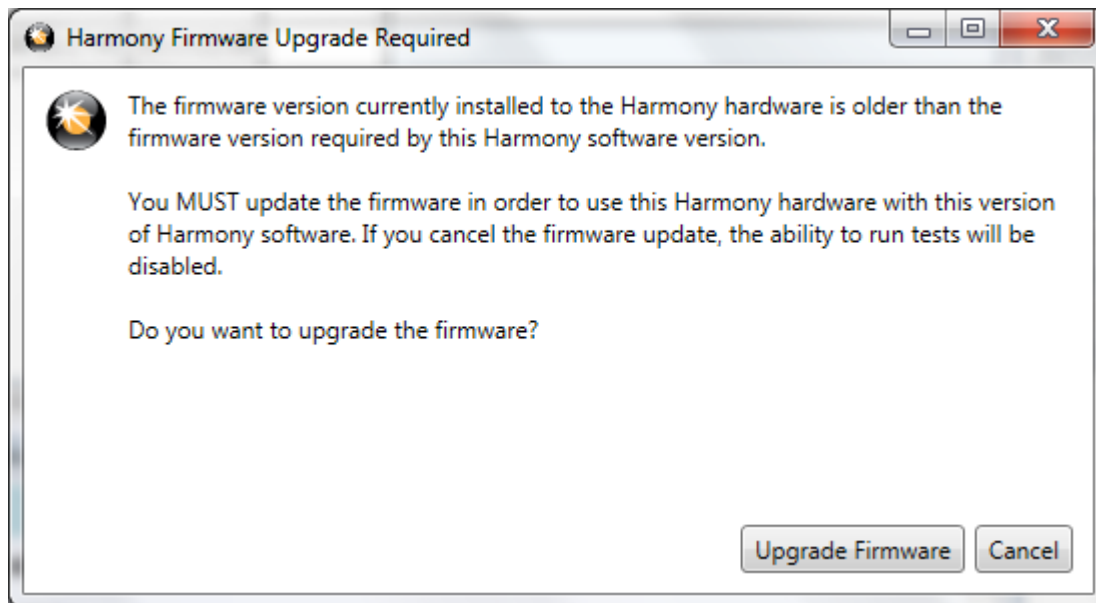 Harmony Firmware Upgrade Required
The firmware version currently installed to the Harmony hardware is older than the
firmware version required by this Harmony software version.
You MUST update the firmware in order to use this Harmony hardware with this version
of Harmony software. If you cancel the firmware update, the ability to run tests will be
disabled.
Do you want to upgrade the firmware?
Upgrade Firmware
Cancel